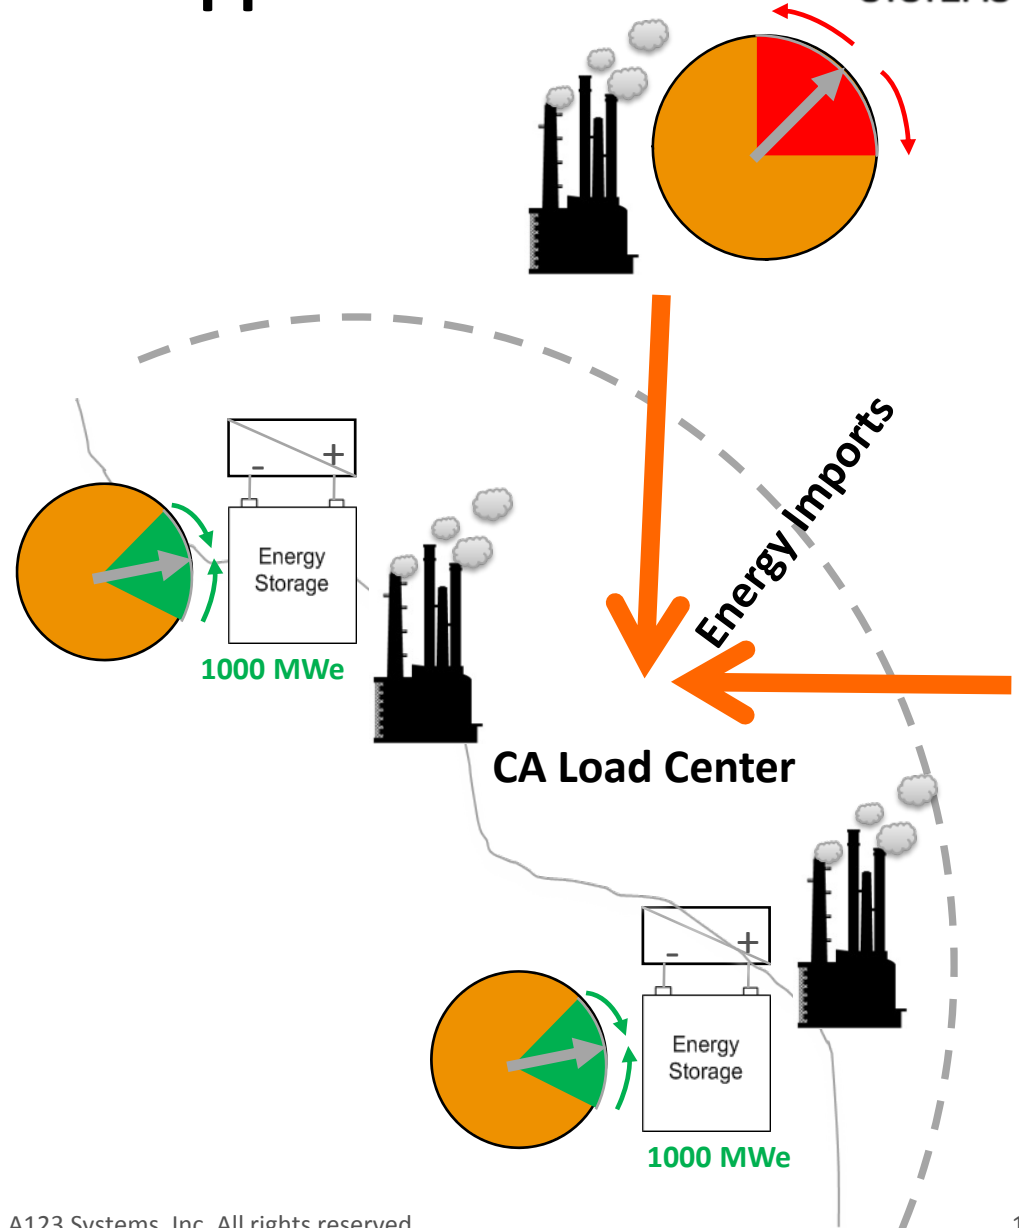 - +
Energy
Storage
1000 MWe
Energy Imports
CA Load Center
- +
Energy
Storage
1000 MWe
A123 Systems, Inc. All rights reserved
1